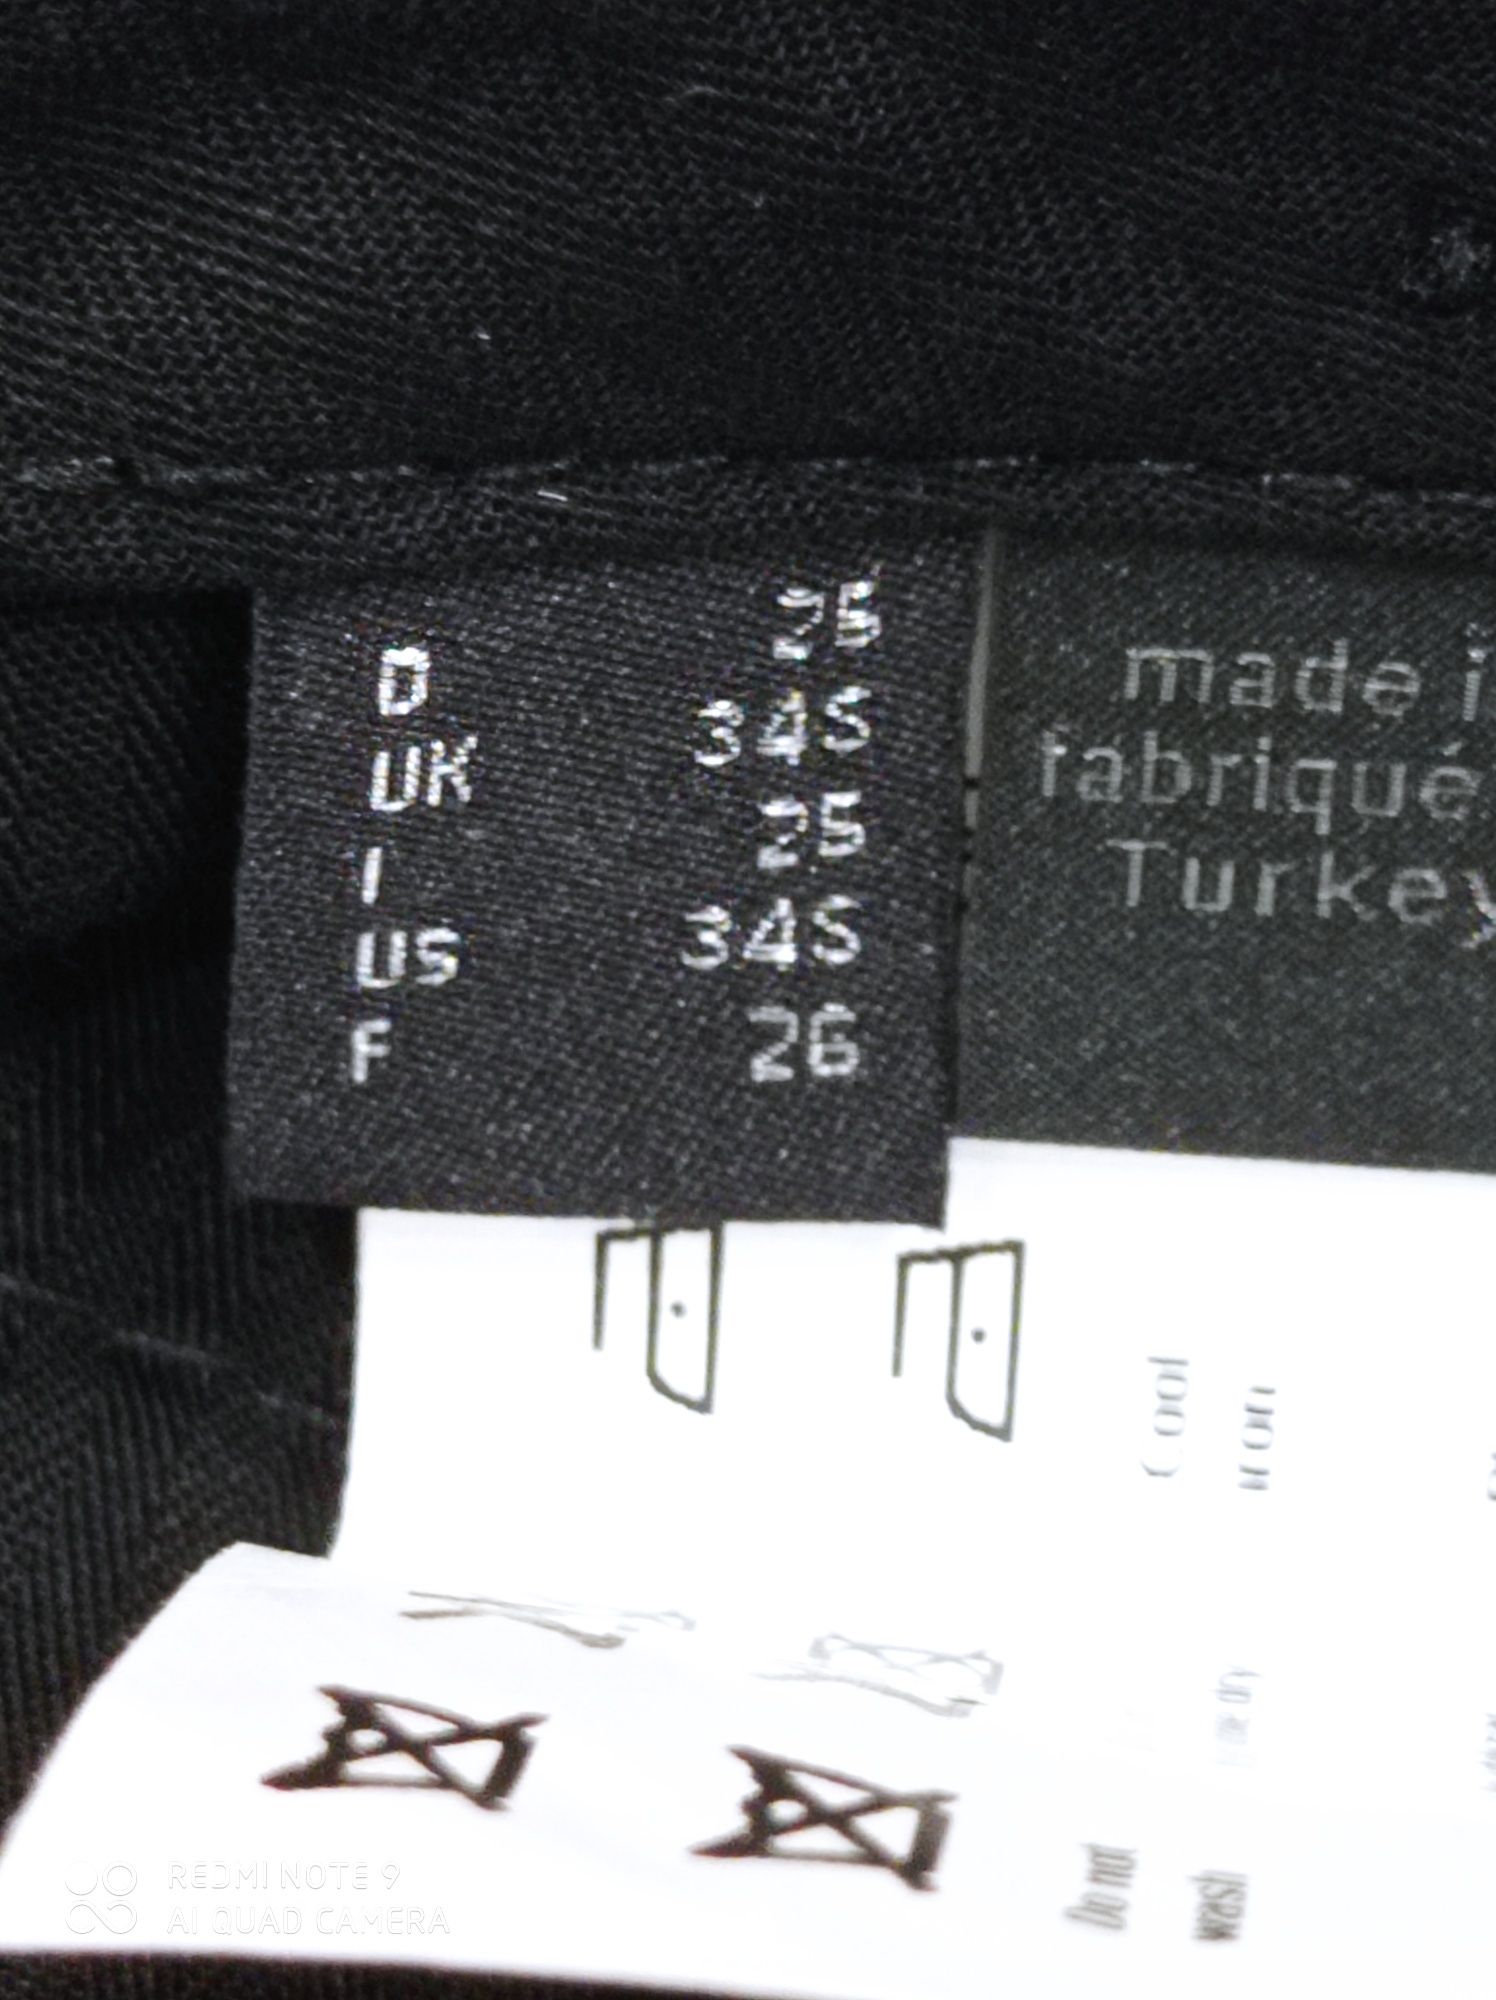 D 25
UK 34S
I 25
US 34S
F 26
made i
fabriqué
Turkey
Cool
iron
Do not
wash
REDMI NOTE 9
AI QUAD CAMERA